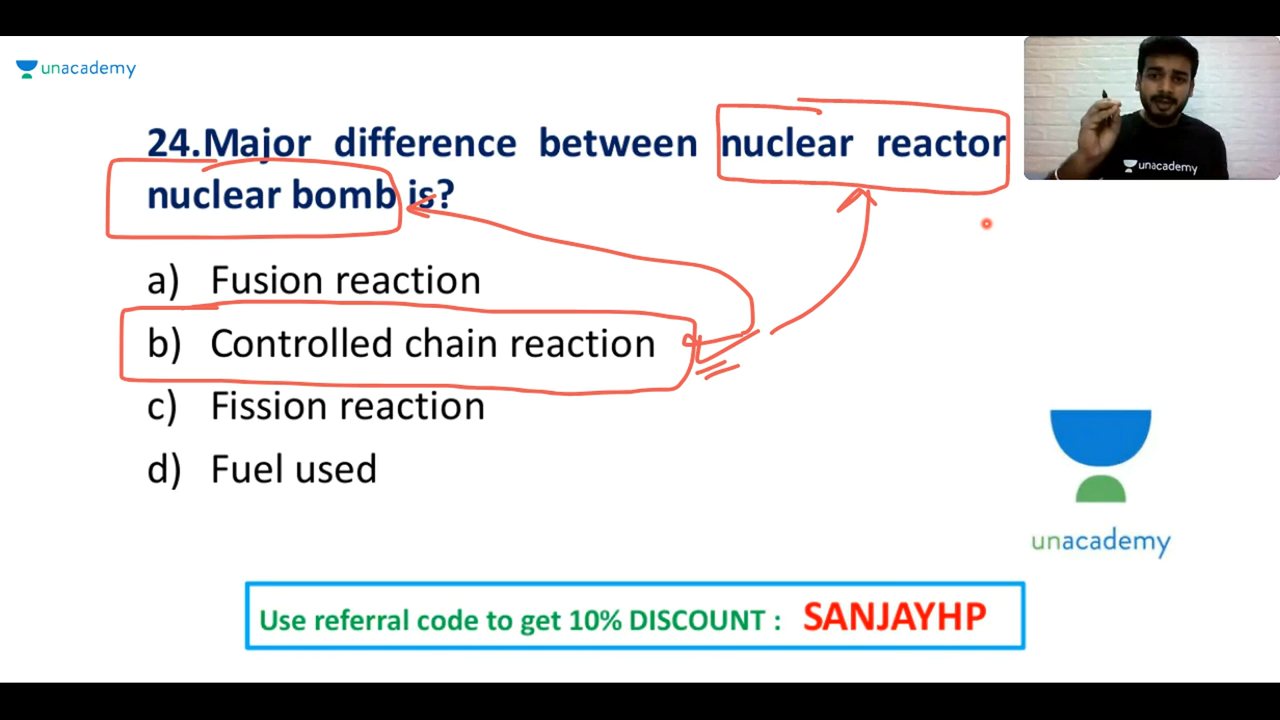 unacademy
24.Major difference between nuclear reactor
nuclear bomb is?
a) Fusion reaction
b) Controlled chain reaction
c) Fission reaction
d) Fuel used
unacademy
unacademy
Use referral code to get 10% DISCOUNT : SANJAYHP